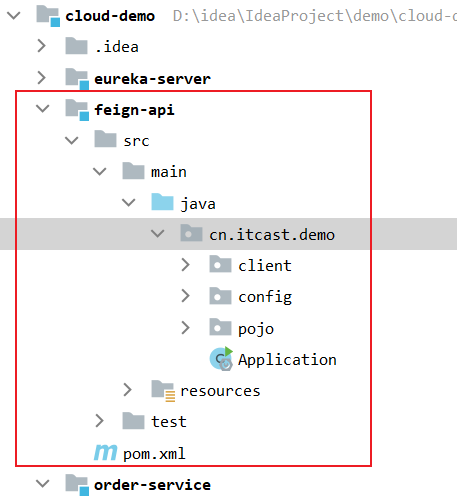 cloud-demo D:\idea\IdeaProject\demo\cloud-d
.idea
eureka-server
feign-api
src
main
java
cn.itcast.demo
client
config
pojo
Application
resources
test
pom.xml
order-service